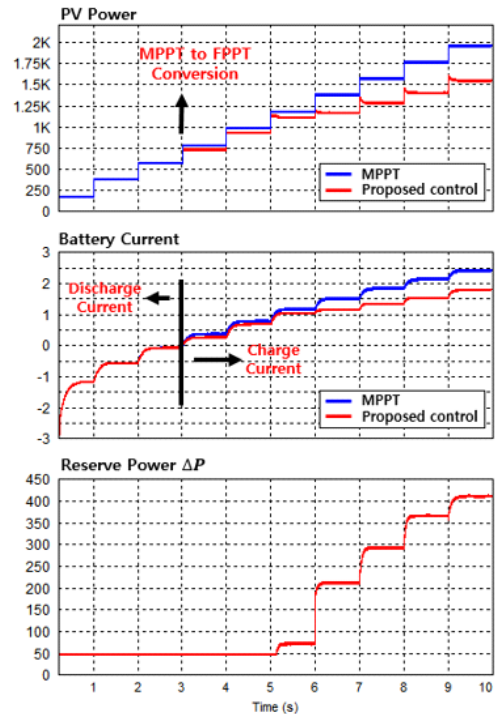 PV Power
2K
1.75K
1.5K
1.25K
1K
750
500
250
0
MPPT to FPPT
Conversion
MPPT
Proposed control
Battery Current
3
2
1
0
-1
-2
-3
Discharge
Current
Charge
Current
MPPT
Proposed control
Reserve Power ΔP
450
400
350
300
250
200
150
100
50
0
1 2 3 4 5 6 7 8 9 10
Time (s)